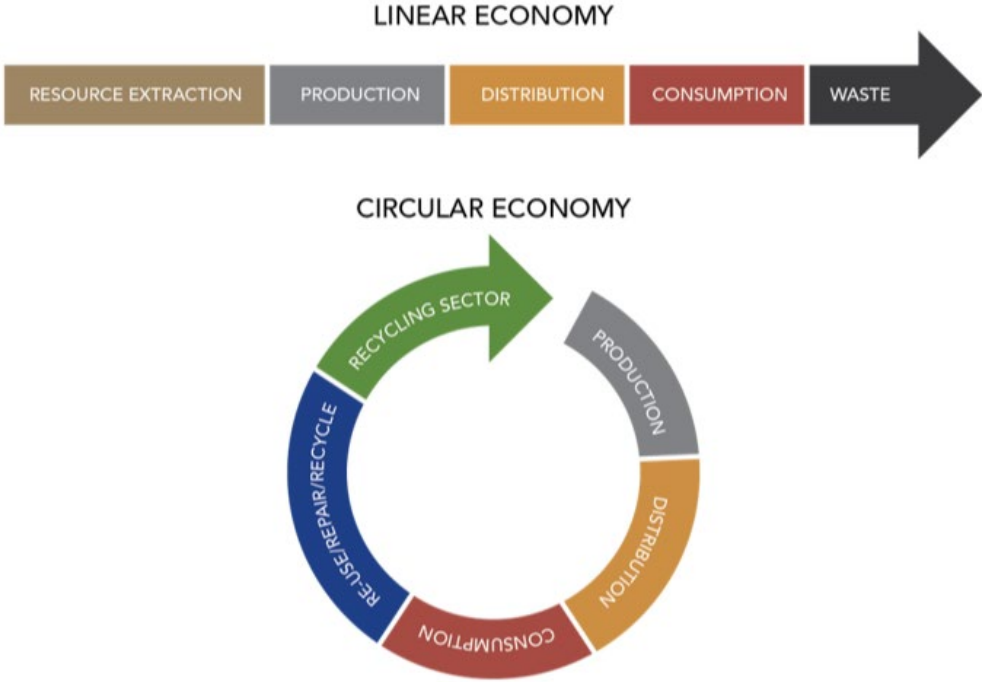 LINEAR ECONOMY
RESOURCE EXTRACTION
PRODUCTION
DISTRIBUTION
CONSUMPTION
WASTE
CIRCULAR ECONOMY
RECYCLING SECTOR
PRODUCTION
DISTRIBUTION
CONSUMPTION
RE-USE/REPAIR/RECYCLE